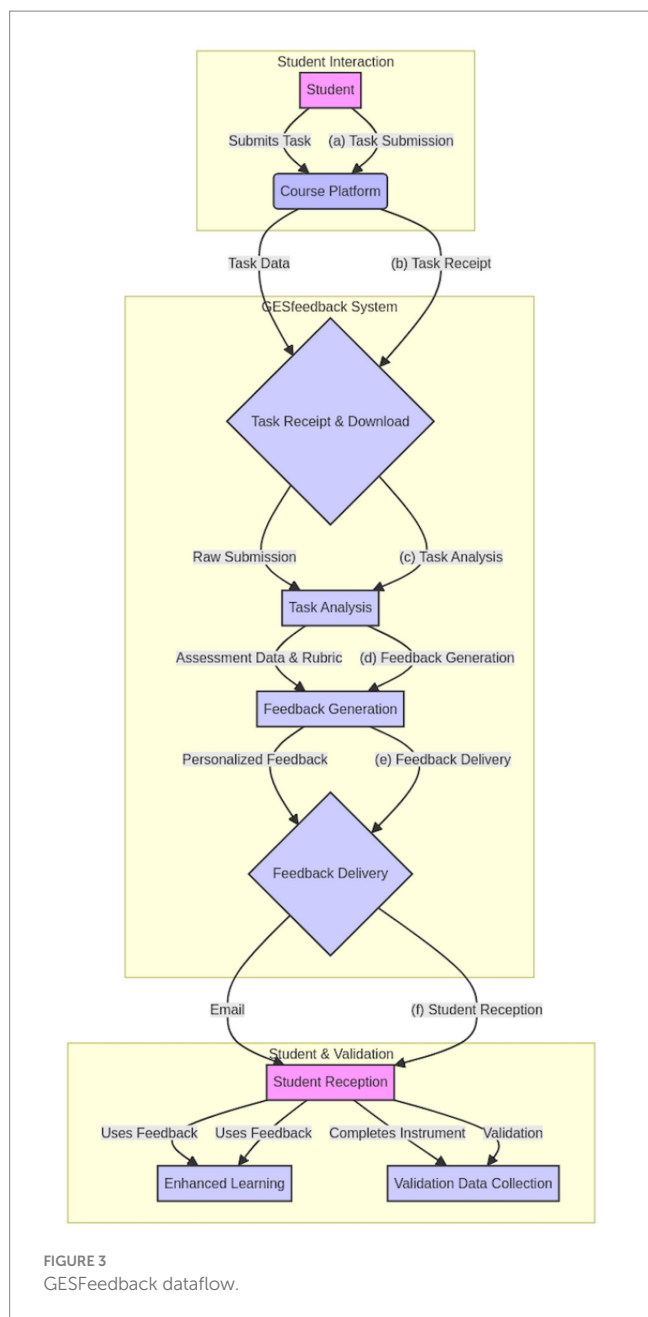 Student Interaction
Student
Submits Task
(a) Task Submission
Course Platform
Task Data
(b) Task Receipt
GESfeedback System
Task Receipt & Download
Raw Submission
(c) Task Analysis
Task Analysis
Assessment Data & Rubric
(d) Feedback Generation
Feedback Generation
Personalized Feedback
(e) Feedback Delivery
Feedback Delivery
Email
(f) Student Reception
Student & Validation
Student Reception
Uses Feedback
Uses Feedback
Completes Instrument
Validation
Enhanced Learning
Validation Data Collection
FIGURE 3
GESFeedback dataflow.